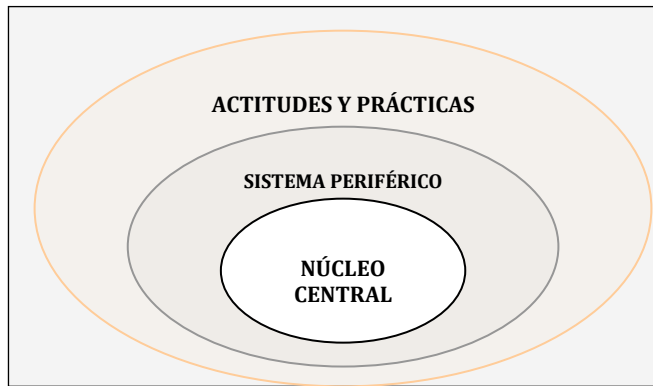 ACTITUDES Y PRÁCTICAS
SISTEMA PERIFÉRICO
NÚCLEO
CENTRAL